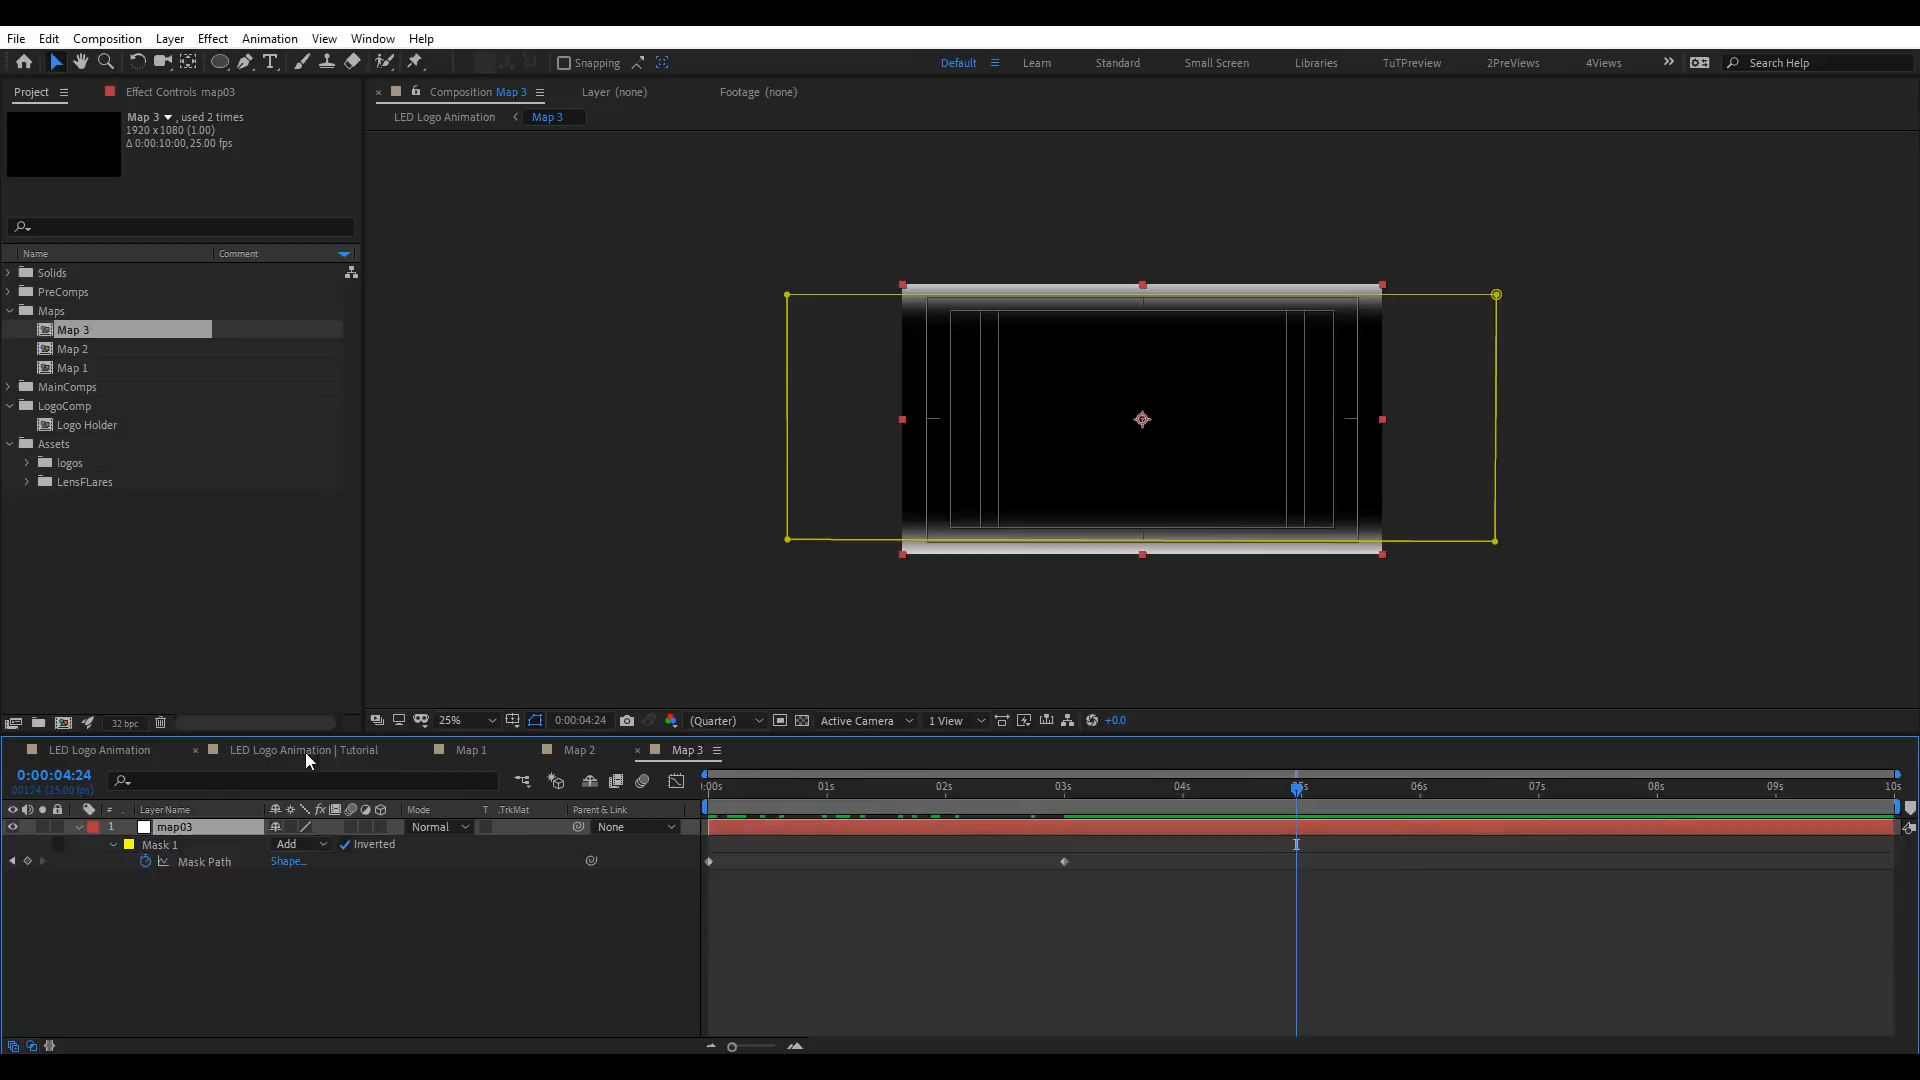 File Edit Composition Layer Effect Animation View Window Help
Snapping
Default Learn Standard Small Screen Libraries TuTPreview 2PreViews 4Views Search Help
Project Effect Controls map03
Composition Map 3 Layer (none) Footage (none)
LED Logo Animation Map 3
Map 3 , used 2 times
1920 x 1080 (1.00)
Δ 0:00:10:00, 25.00 fps
Name Comment
Solids
PreComps
Maps
Map 3
Map 2
Map 1
MainComps
LogoComp
Logo Holder
Assets
logos
LensFLares
32 bpc
25% 0:00:04:24 (Quarter) Active Camera 1 View +0.0
LED Logo Animation LED Logo Animation | Tutorial Map 1 Map 2 Map 3
0:00:04:24
00124 (25.00 fps)
:00s 01s 02s 03s 04s 06s 07s 08s 09s 10s
# Layer Name fx Mode T .TrkMat Parent & Link
1 map03 Normal None
Mask 1 Add Inverted
Mask Path Shape...